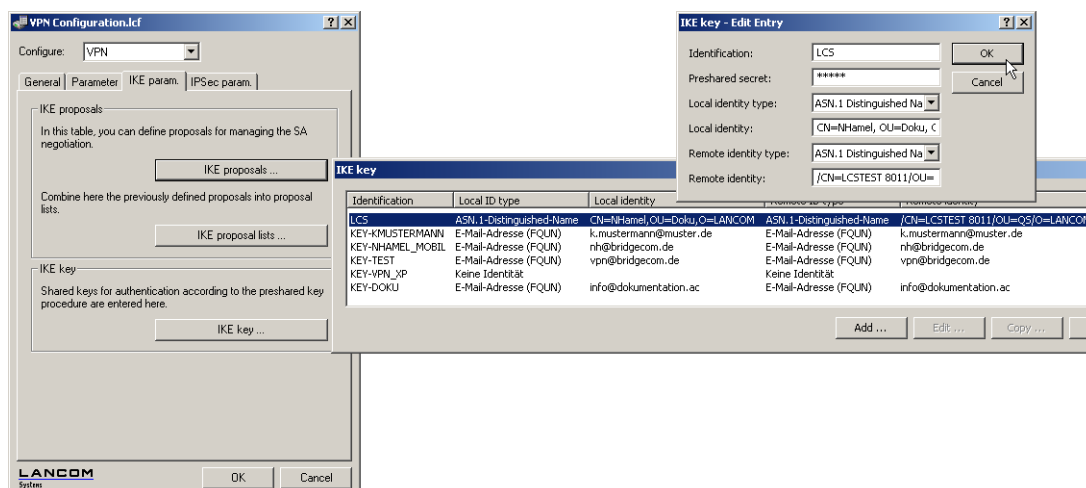 VPN Configuration.lcf
Configure: VPN
General Parameter IKE param. IPSec param.
IKE proposals
In this table, you can define proposals for managing the SA
negotiation.
IKE proposals ...
Combine here the previously defined proposals into proposal
lists.
IKE proposal lists ...
IKE key
Shared keys for authentication according to the preshared key
procedure are entered here.
IKE key ...
LANCOM
Systems
OK Cancel
IKE key
Identification Local ID type Local identity
LCS ASN.1-Distinguished-Name CN=NHamel,OU=Doku,O=LANCOM ASN.1-Distinguished-Name /CN=LCSTEST 8011/OU=QS/O=LANCOM
KEY-KMUSTERMANN E-Mail-Adresse (FQUN) k.mustermann@muster.de E-Mail-Adresse (FQUN) k.mustermann@muster.de
KEY-NHAMEL_MOBIL E-Mail-Adresse (FQUN) nh@bridgecom.de E-Mail-Adresse (FQUN) nh@bridgecom.de
KEY-TEST E-Mail-Adresse (FQUN) vpn@bridgecom.de E-Mail-Adresse (FQUN) vpn@bridgecom.de
KEY-VPN_XP Keine Identität Keine Identität
KEY-DOKU E-Mail-Adresse (FQUN) info@dokumentation.ac E-Mail-Adresse (FQUN) info@dokumentation.ac
Add ... Edit ... Copy ...
IKE key - Edit Entry
Identification: LCS OK
Preshared secret: ***** Cancel
Local identity type: ASN.1 Distinguished Na
Local identity: CN=NHamel, OU=Doku,
Remote identity type: ASN.1 Distinguished Na
Remote identity: /CN=LCSTEST 8011/OU=